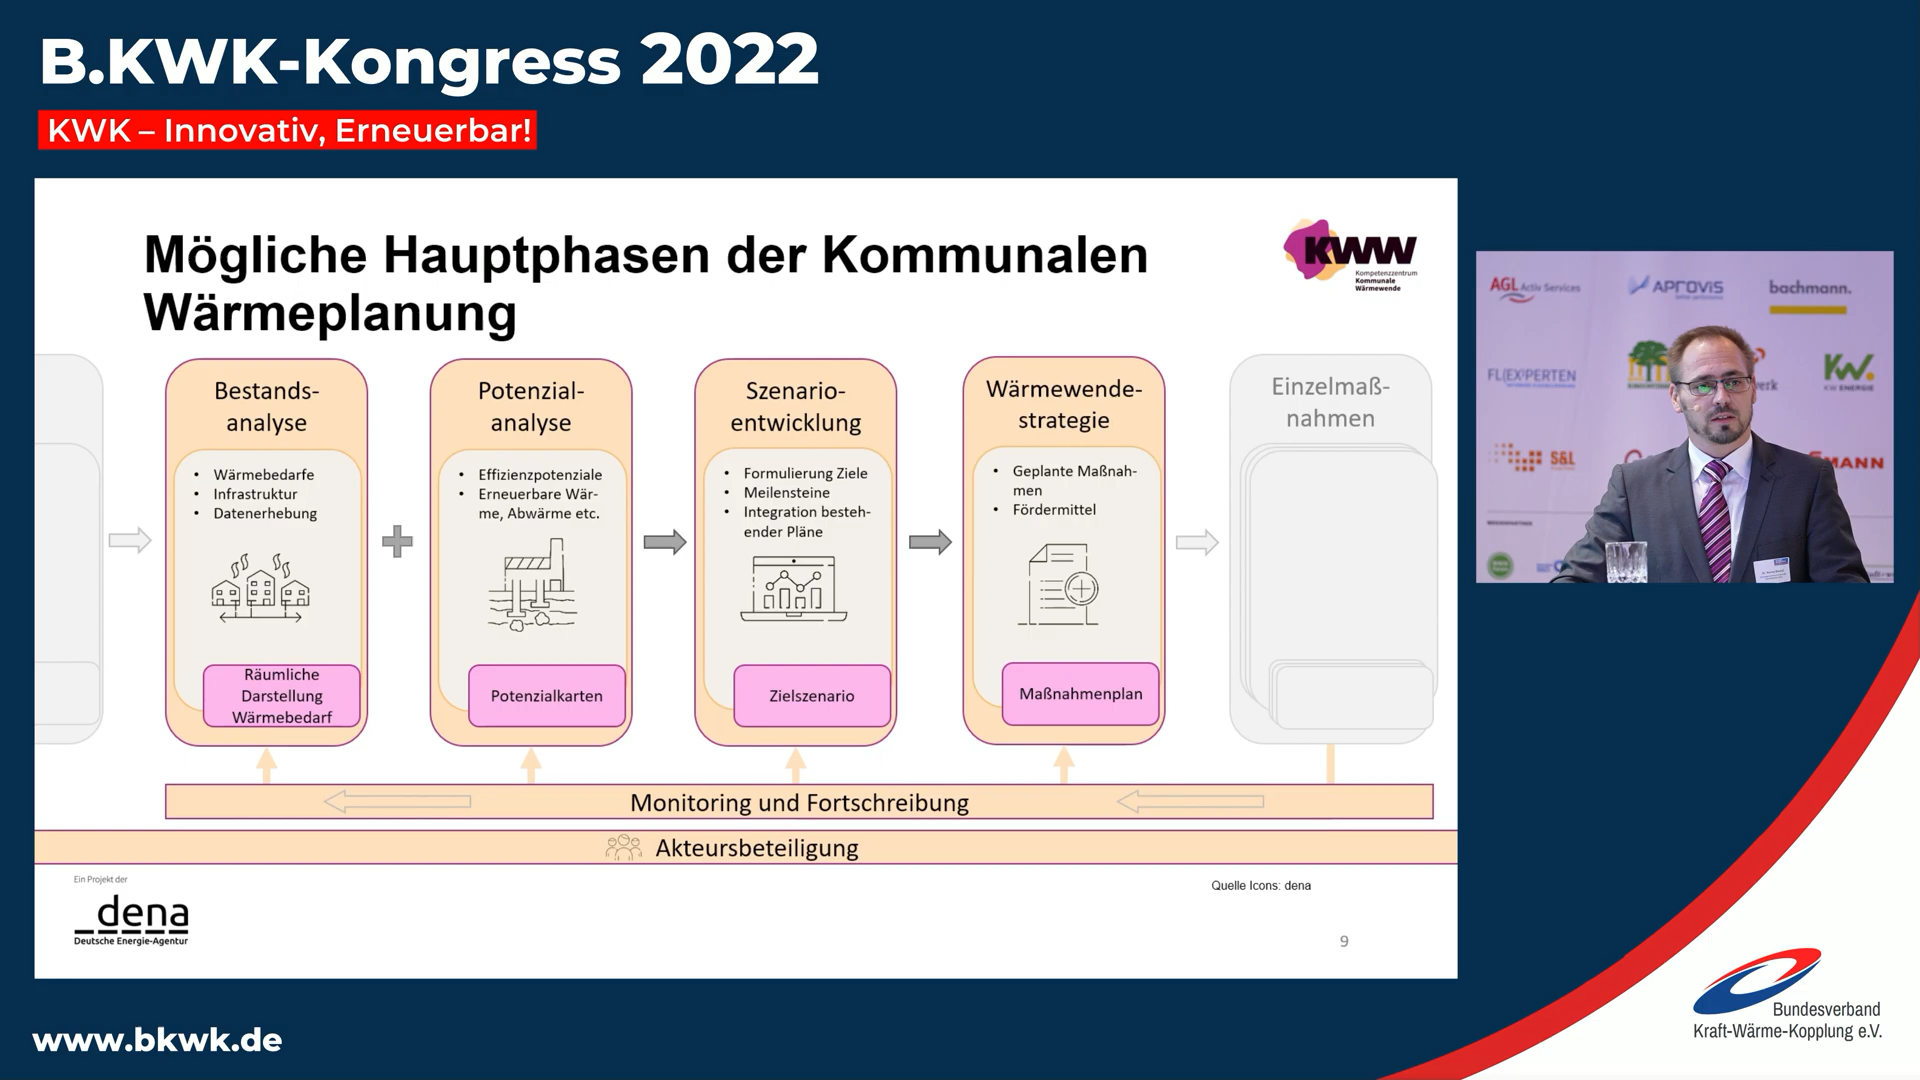 B.KWK-Kongress 2022
KWK – Innovativ, Erneuerbar!
Mögliche Hauptphasen der Kommunalen
Wärmeplanung
KWW
Kompetenzzentrum
Kommunale
Wärmewende
Bestands-
analyse
• Wärmebedarfe
• Infrastruktur
• Datenerhebung
Räumliche
Darstellung
Wärmebedarf
Potenzial-
analyse
• Effizienzpotenziale
• Erneuerbare Wär-
me, Abwärme etc.
Potenzialkarten
Szenario-
entwicklung
• Formulierung Ziele
• Meilensteine
• Integration besteh-
ender Pläne
Zielszenario
Wärmewende-
strategie
• Geplante Maßnah-
men
• Fördermittel
Maßnahmenplan
Einzelmaß-
nahmen
Monitoring und Fortschreibung
Akteursbeteiligung
Ein Projekt der
dena
Deutsche Energie-Agentur
Quelle Icons: dena
9
AGL Activ Services
APROVIS
bachmann.
FL(EX)PERTEN
KW.
KW ENERGIE
S&L
www.bkwk.de
Bundesverband
Kraft-Wärme-Kopplung e.V.